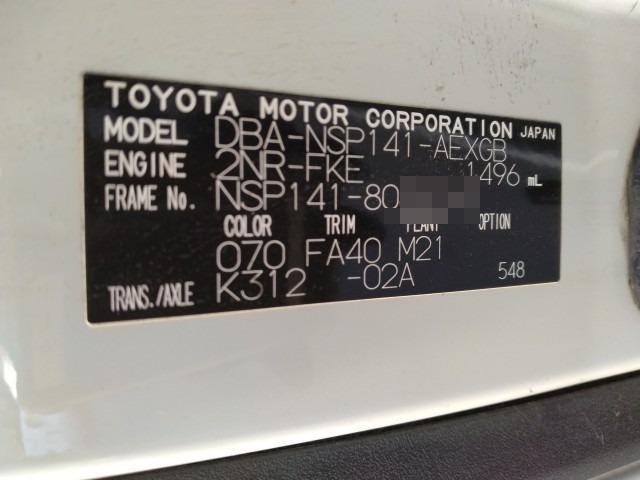 TOYOTA MOTOR CORPORATION JAPAN
MODEL DBA-NSP141-AEXGB
ENGINE 2NR-FKE 1496 mL
FRAME No. NSP141-80
COLOR TRIM PLANT OPTION
070 FA40 M21
TRANS./AXLE K312 -02A 548